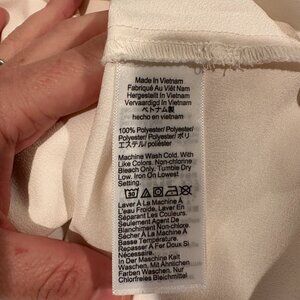 Made In Vietnam
Fabriqué Au Viêt Nam
Hergestellt In Vietnam
Vervaardigd In Vietnam
ベトナム製
hecho en vietnam
100% Polyester/ Polyester/
Polyester/ Polyester/ ポリ
エステル/ poliéster
Machine Wash Cold. With
Like Colors. Non-chlorine
Bleach Only. Tumble Dry
Low. Iron On Lowest
Setting.
30
Laver À La Machine À
L'eau Froide. Laver En
Séparant Les Couleurs.
Seulement Agent De
Blanchiment Non-chloré.
Sécher À La Machine À
Basse Température.
Repasser À Fer Doux Si
Nécessaire.
In Der Maschine Kalt
Waschen, Mit Ähnlichen
Farben Waschen, Nur
Chlorfreies Bleichmittel